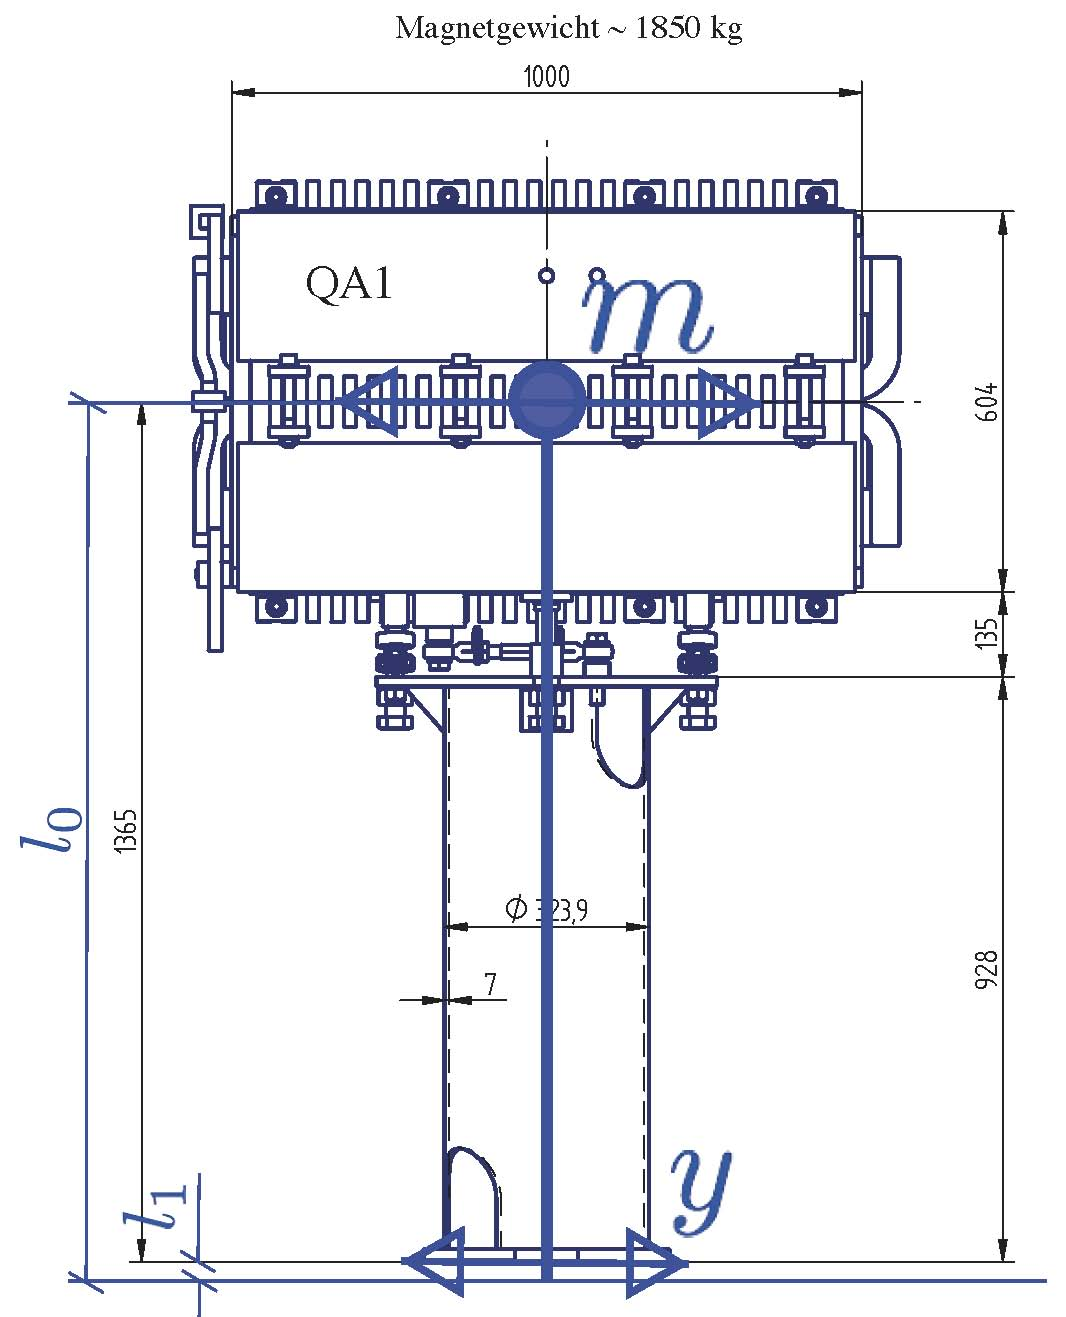 Magnetgewicht ~ 1850 kg
1000
QA1
m
604
135
l0
1365
Φ 323,9
928
7
l1
y